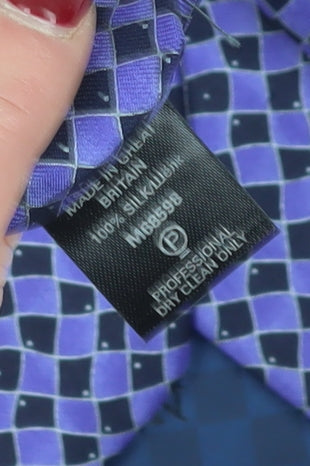 MADE IN GREAT
BRITAIN
100% SILK/
M68598
P
PROFESSIONAL
DRY CLEAN ONLY